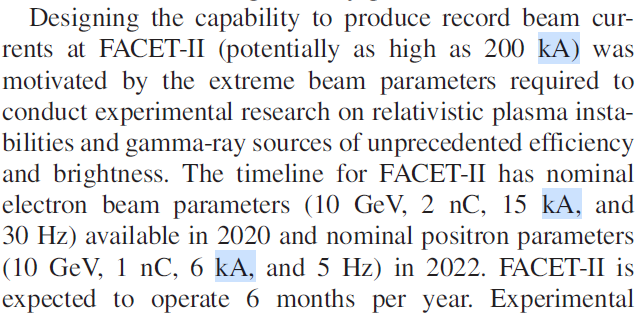 Designing the capability to produce record beam cur-
rents at FACET-II (potentially as high as 200 kA) was
motivated by the extreme beam parameters required to
conduct experimental research on relativistic plasma insta-
bilities and gamma-ray sources of unprecedented efficiency
and brightness. The timeline for FACET-II has nominal
electron beam parameters (10 GeV, 2 nC, 15 kA, and
30 Hz) available in 2020 and nominal positron parameters
(10 GeV, 1 nC, 6 kA, and 5 Hz) in 2022. FACET-II is
expected to operate 6 months per year. Experimental